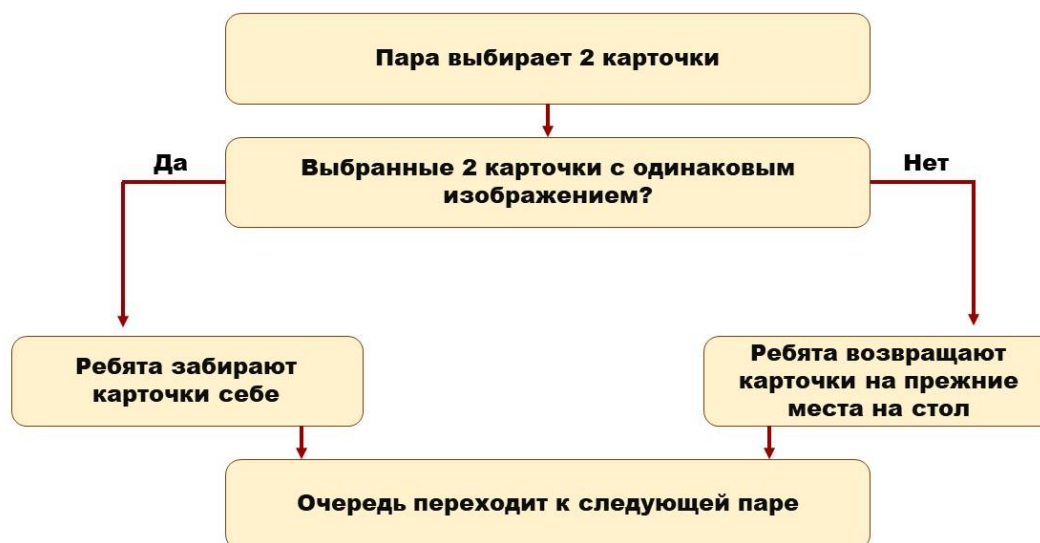 Пара выбирает 2 карточки
Да
Выбранные 2 карточки с одинаковым
изображением?
Нет
Ребята забирают
карточки себе
Ребята возвращают
карточки на прежние
места на стол
Очередь переходит к следующей паре